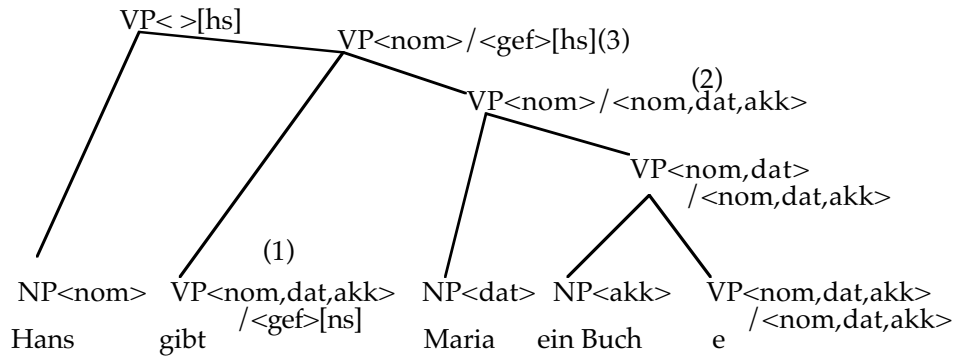 VP< >[hs]
VP<nom>/<gef>[hs](3)
(2)
VP<nom>/<nom,dat,akk>
VP<nom,dat>
/<nom,dat,akk>
(1)
NP<nom> VP<nom,dat,akk> NP<dat> NP<akk> VP<nom,dat,akk>
/<gef>[ns] /<nom,dat,akk>
Hans gibt Maria ein Buch e